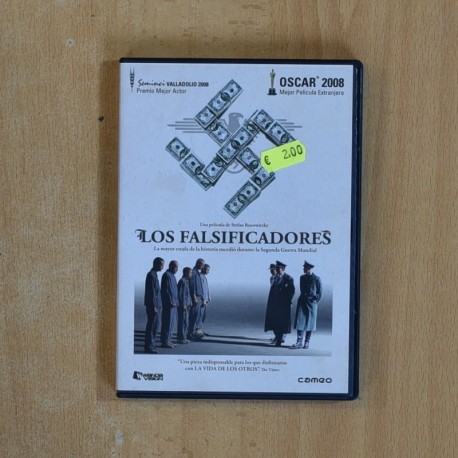 Seminci VALLADOLID 2008
Premio Mejor Actor
OSCAR® 2008
Mejor Película Extranjera
€ 2.00
Una película de Stefan Ruzowitzky
LOS FALSIFICADORES
La mayor estafa de la historia sucedió durante la Segunda Guerra Mundial
"Una pieza indispensable para los que disfrutaron
con LA VIDA DE LOS OTROS". The Times
VISION
cameo